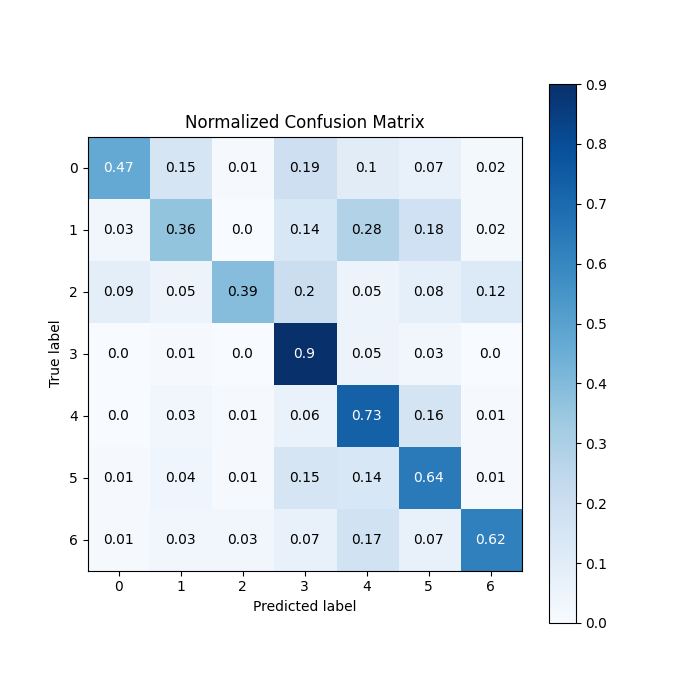 Normalized Confusion Matrix
0 0.47 0.15 0.01 0.19 0.1 0.07 0.02
1 0.03 0.36 0.0 0.14 0.28 0.18 0.02
2 0.09 0.05 0.39 0.2 0.05 0.08 0.12
3 0.0 0.01 0.0 0.9 0.05 0.03 0.0
4 0.0 0.03 0.01 0.06 0.73 0.16 0.01
5 0.01 0.04 0.01 0.15 0.14 0.64 0.01
6 0.01 0.03 0.03 0.07 0.17 0.07 0.62
0 1 2 3 4 5 6
Predicted label
True label
0.9
0.8
0.7
0.6
0.5
0.4
0.3
0.2
0.1
0.0